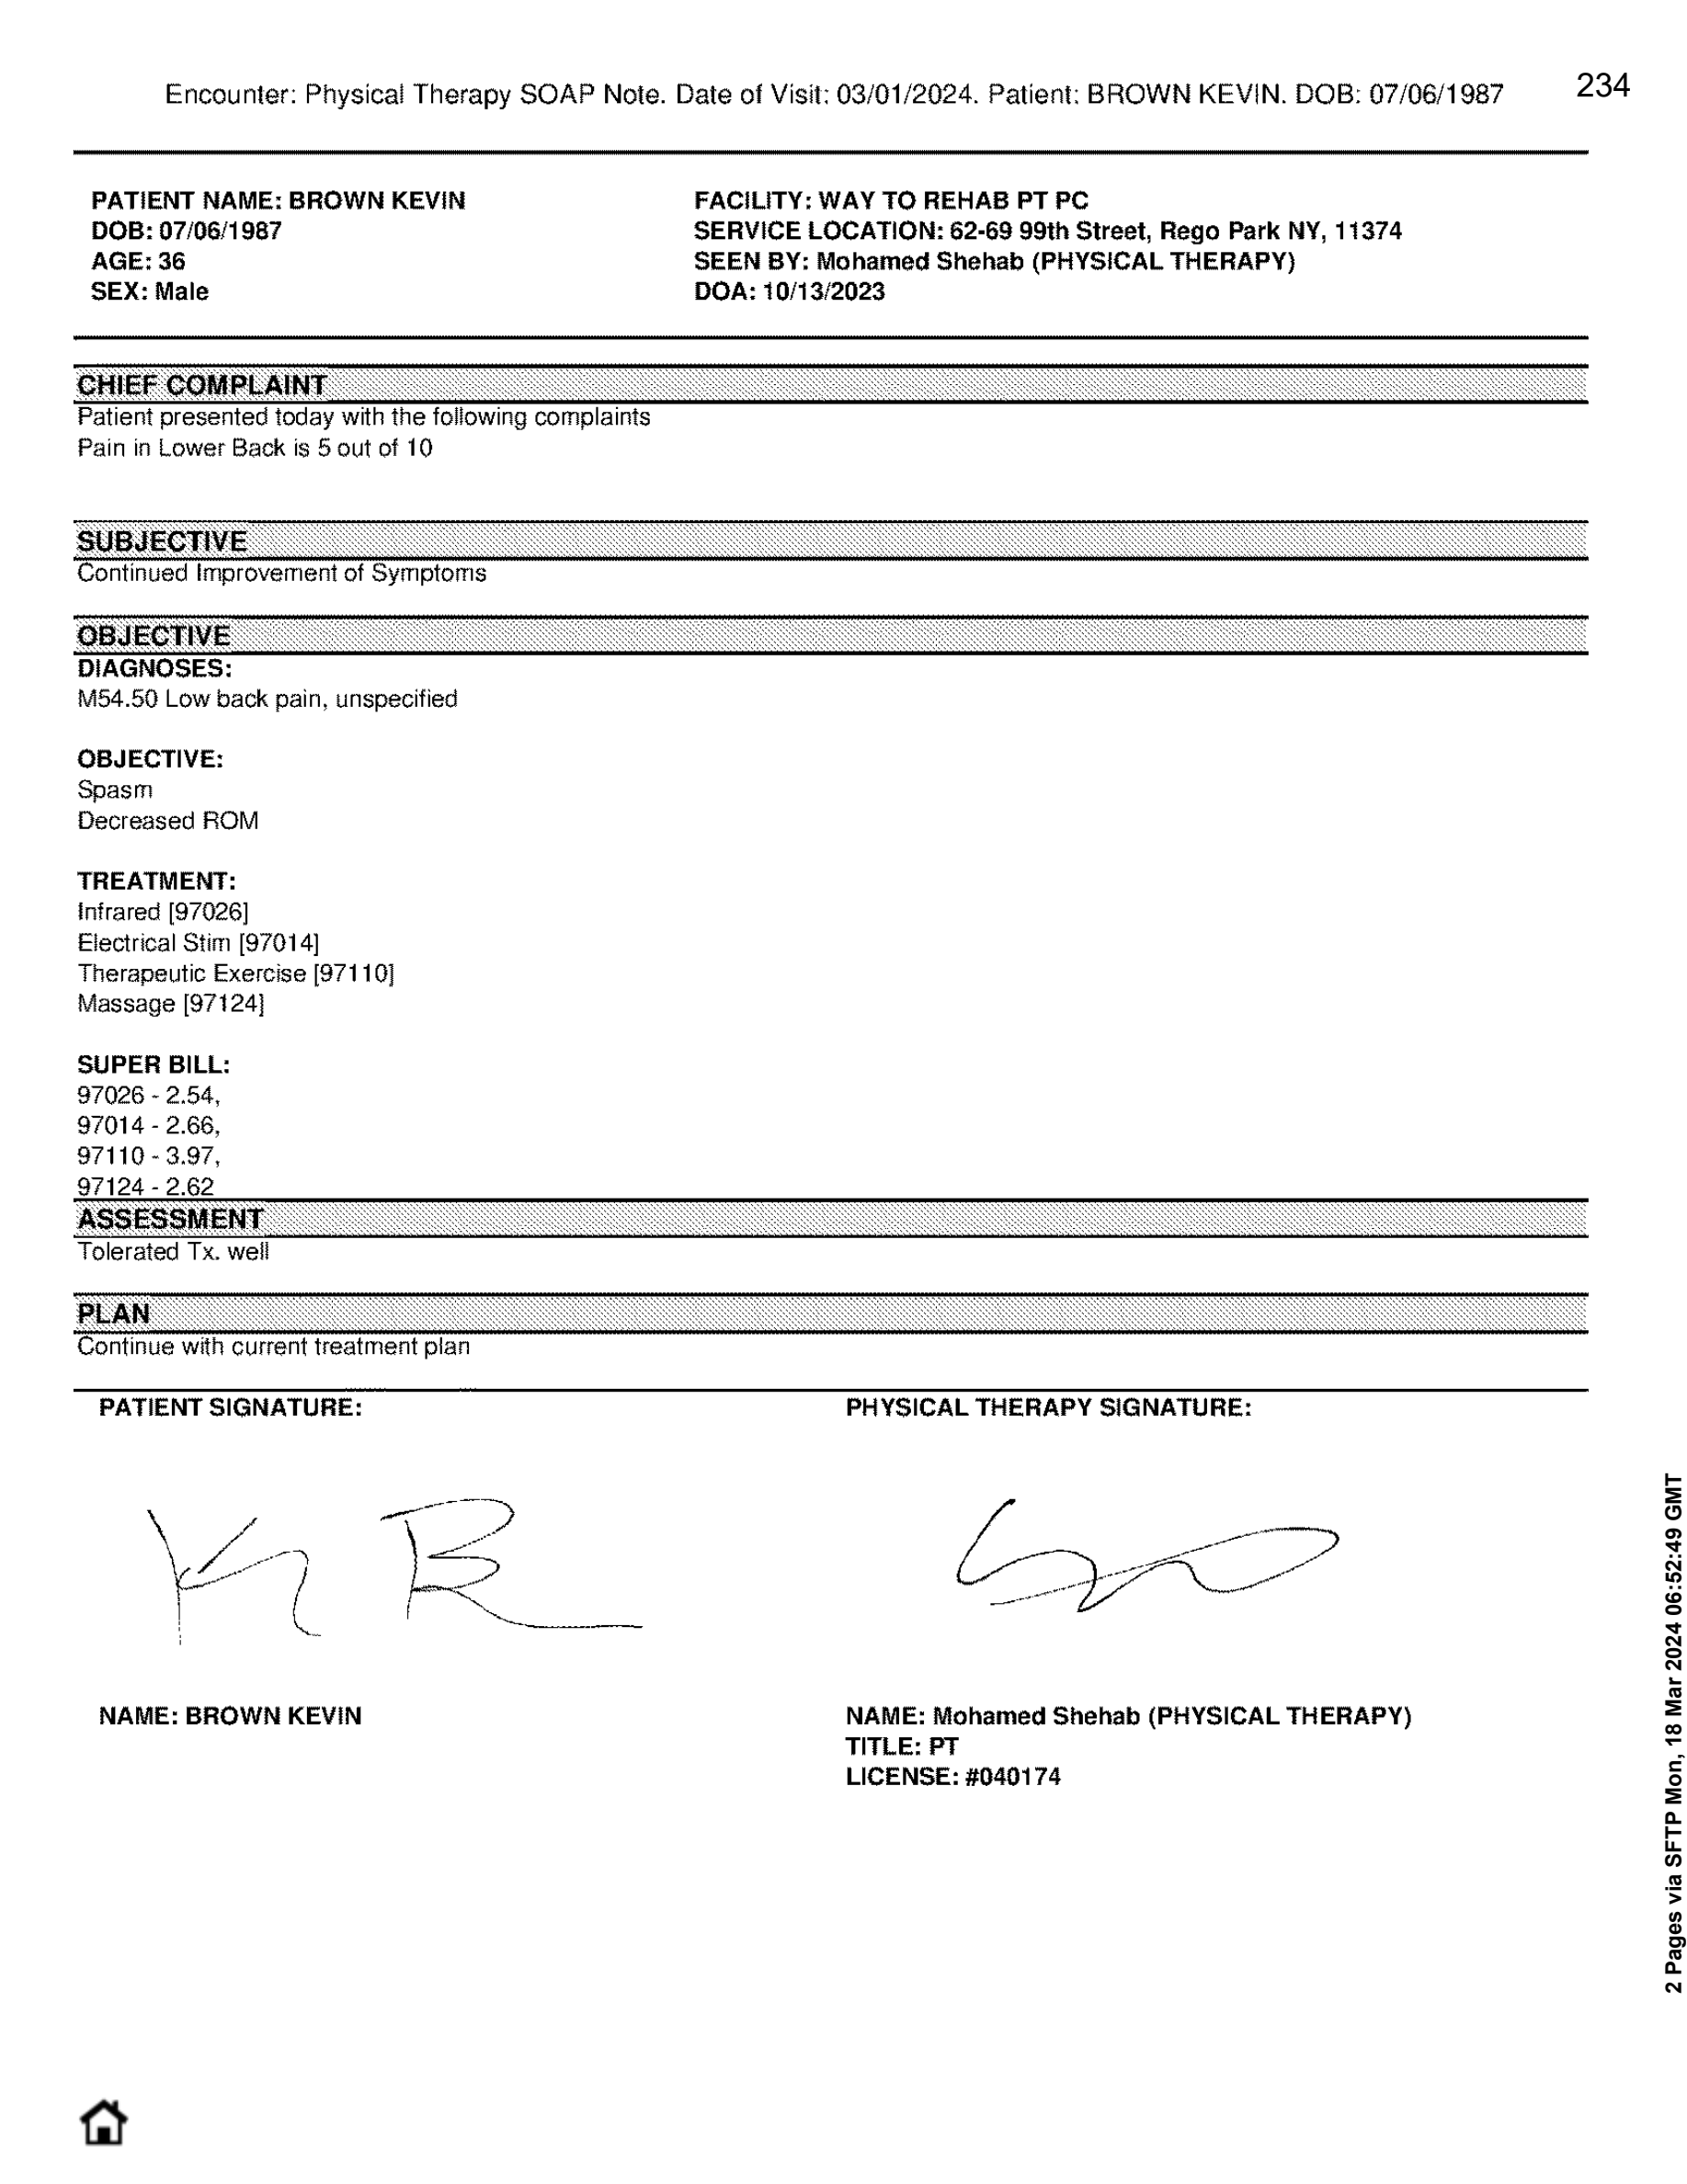 Encounter: Physical Therapy SOAP Note. Date of Visit: 03/01/2024. Patient: BROWN KEVIN. DOB: 07/06/1987
234
PATIENT NAME: BROWN KEVIN
DOB: 07/06/1987
AGE: 36
SEX: Male
FACILITY: WAY TO REHAB PT PC
SERVICE LOCATION: 62-69 99th Street, Rego Park NY, 11374
SEEN BY: Mohamed Shehab (PHYSICAL THERAPY)
DOA: 10/13/2023
CHIEF COMPLAINT
Patient presented today with the following complaints
Pain in Lower Back is 5 out of 10
SUBJECTIVE
Continued Improvement of Symptoms
OBJECTIVE
DIAGNOSES:
M54.50 Low back pain, unspecified
OBJECTIVE:
Spasm
Decreased ROM
TREATMENT:
Infrared [97026]
Electrical Stim [97014]
Therapeutic Exercise [97110]
Massage [97124]
SUPER BILL:
97026 - 2.54,
97014 - 2.66,
97110 - 3.97,
97124 - 2.62
ASSESSMENT
Tolerated Tx. well
PLAN
Continue with current treatment plan
PATIENT SIGNATURE:
PHYSICAL THERAPY SIGNATURE:
K B
NAME: BROWN KEVIN
NAME: Mohamed Shehab (PHYSICAL THERAPY)
TITLE: PT
LICENSE: #040174
2 Pages via SFTP Mon, 18 Mar 2024 06:52:49 GMT